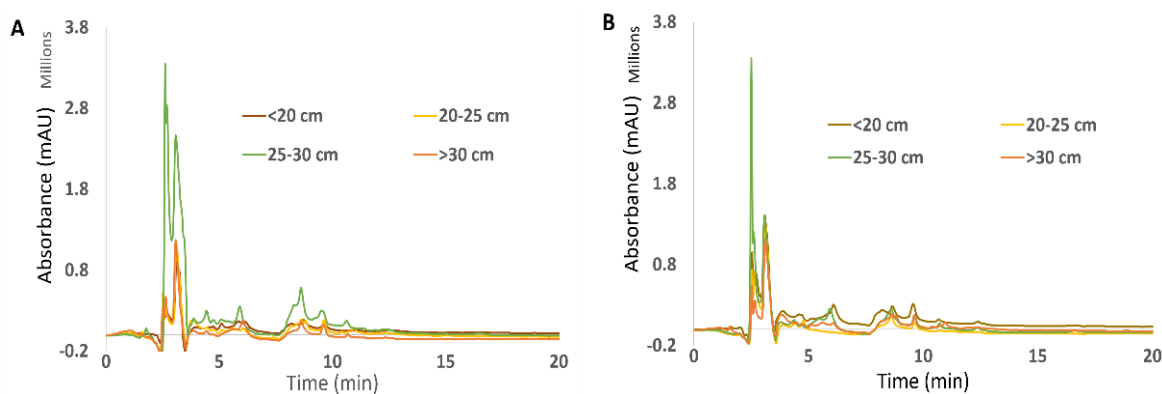 A
Absorbance (mAU) Millions
3.8
2.8
1.8
0.8
-0.2
<20 cm
20-25 cm
25-30 cm
>30 cm
0 5 10 15 20
Time (min)
B
Absorbance (mAU) Millions
3.8
2.8
1.8
0.8
-0.2
<20 cm
20-25 cm
25-30 cm
>30 cm
0 5 10 15 20
Time (min)